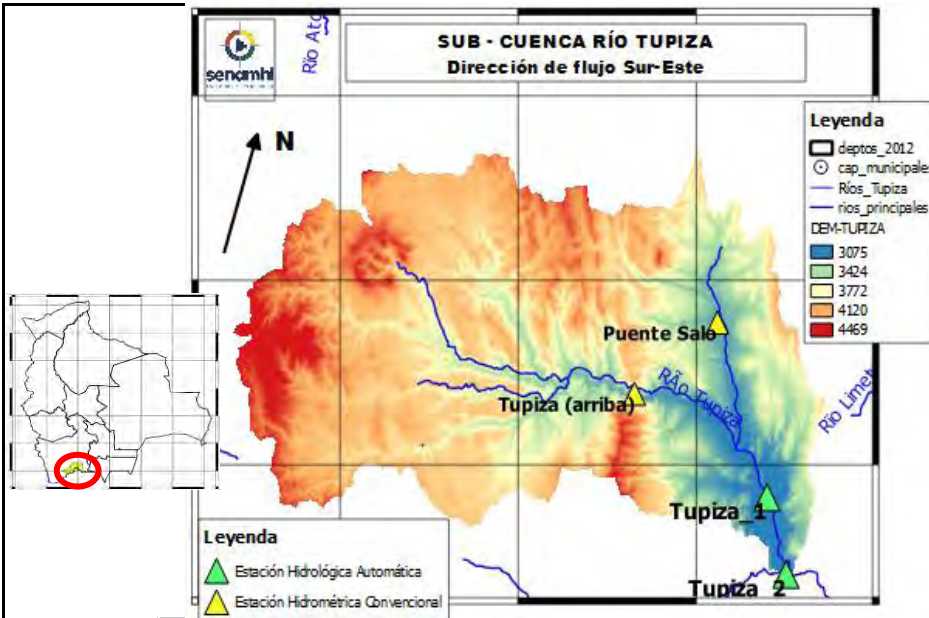 senamhi
SUB - CUENCA RÍO TUPIZA
Dirección de flujo Sur-Este
Río Ato
N
Leyenda
deptos_2012
cap_municipales
Ríos_Tupiza
rios_principales
DEM-TUPIZA
3075
3424
3772
4120
4469
Puente Salo
Tupiza (arriba)
RÃo Tupiza
Río Limet
Tupiza_1
Tupiza_2
Leyenda
Estación Hidrológica Automática
Estación Hidrométrica Convencional